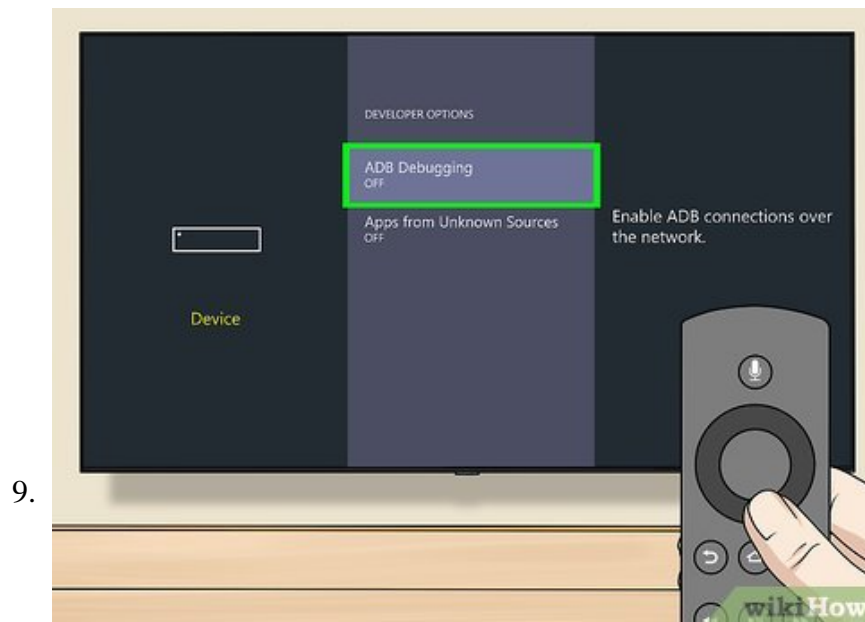 DEVELOPER OPTIONS
ADB Debugging
OFF
Apps from Unknown Sources
OFF
Enable ADB connections over
the network.
Device
9.
wikiHow